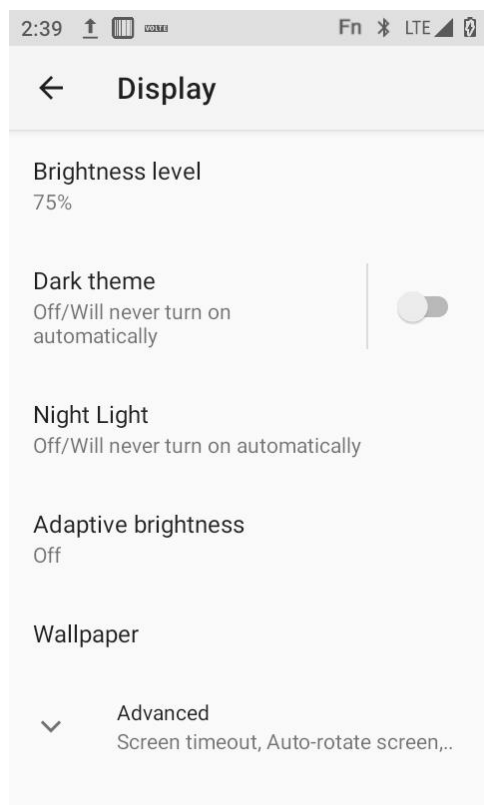 2:39 VOLTE Fn LTE
Display
Brightness level
75%
Dark theme
Off/Will never turn on
automatically
Night Light
Off/Will never turn on automatically
Adaptive brightness
Off
Wallpaper
Advanced
Screen timeout, Auto-rotate screen,..